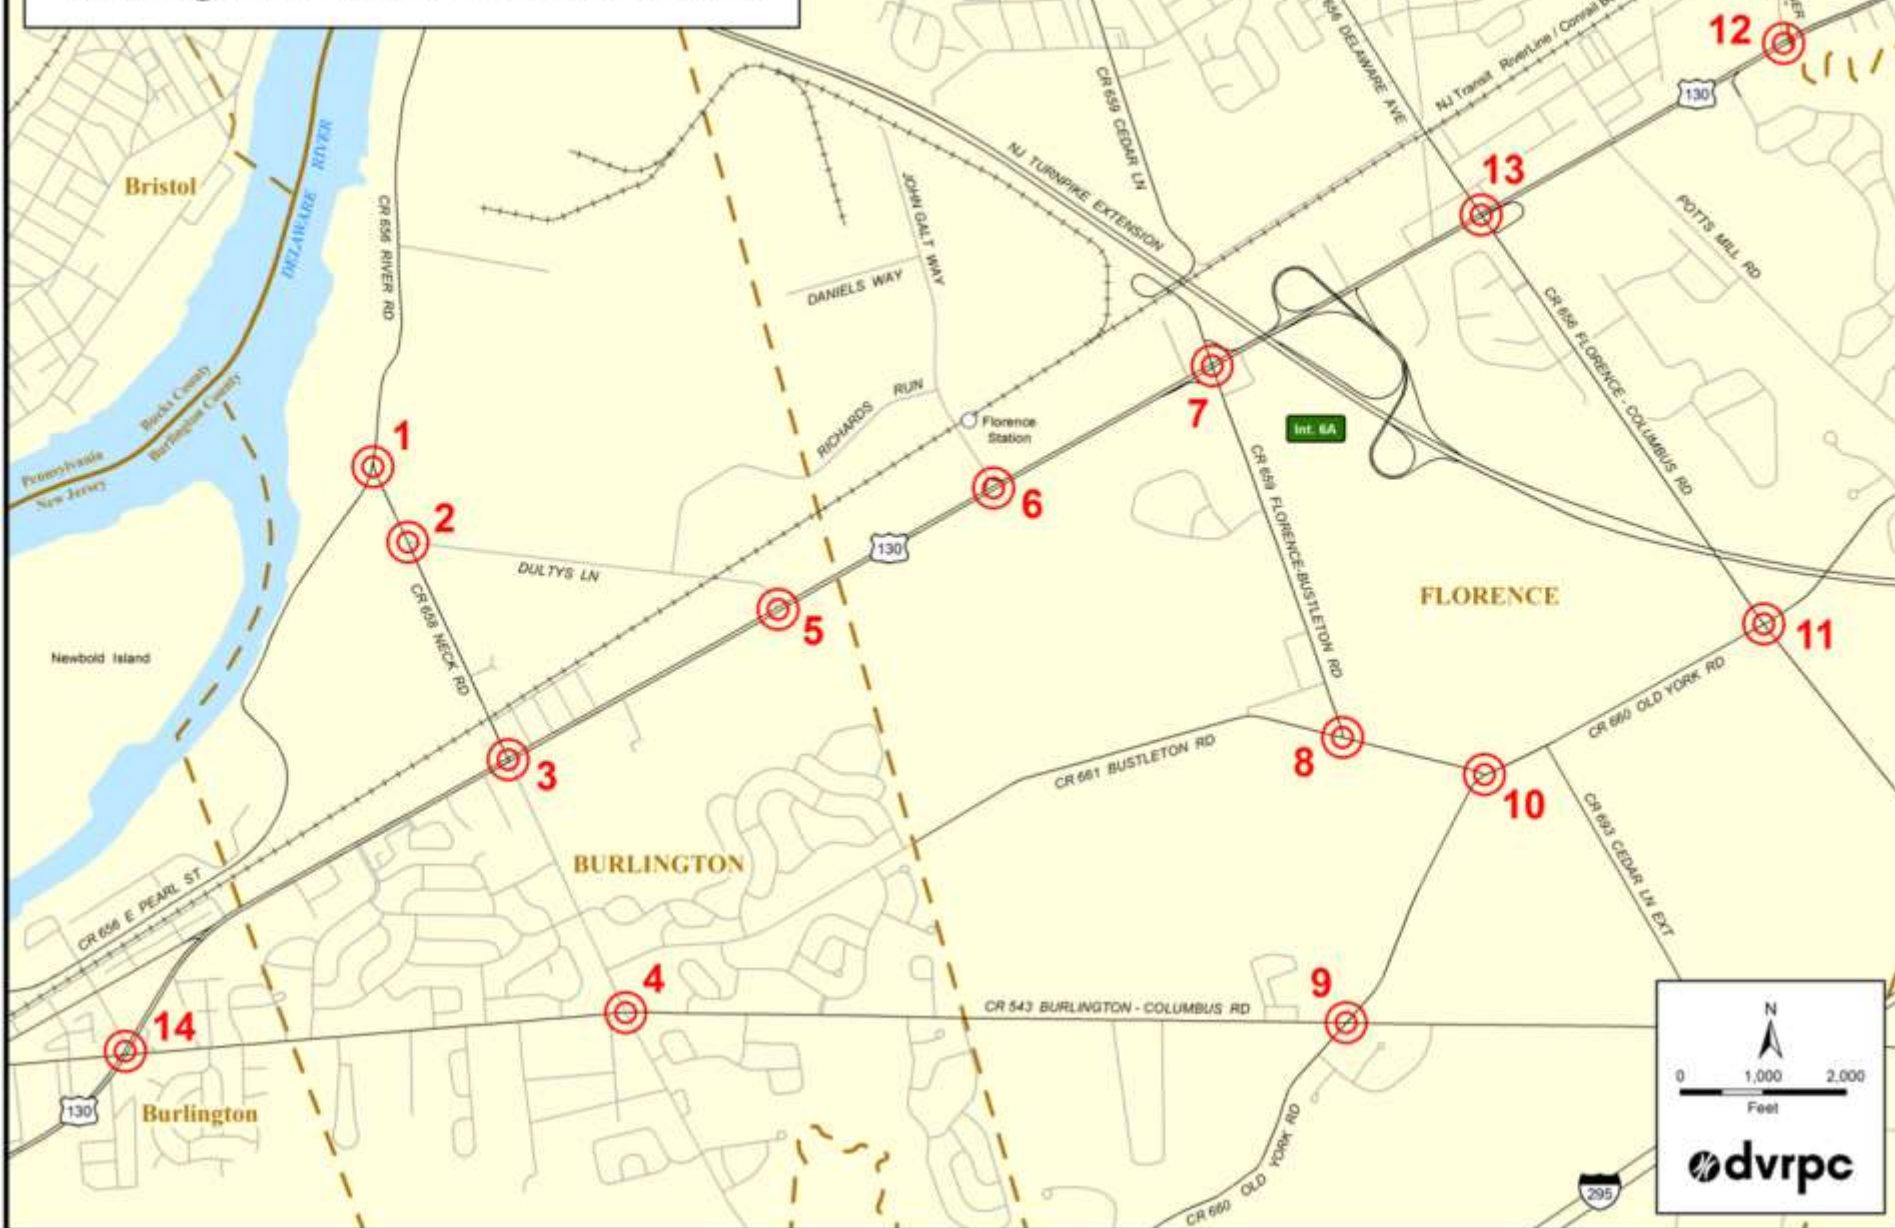 12
656 DELAWARE AVE
NJ Transit RiverLine / Conrail
130
CR 659 CEDAR LN
NJ TURNPIKE EXTENSION
13
POTTS MILL RD
Bristol
DELAWARE RIVER
CR 656 RIVER RD
JOHN GALT WAY
DANIELS WAY
CR 656 FLORENCE - COLUMBUS RD
Bucks County
Burlington County
Pennsylvania
New Jersey
1
RICHARDS RUN
Florence
Station
7
Int. 6A
6
2
130
CR 659 FLORENCE-BUSTLETON RD
DULTYS LN
CR 658 NECK RD
5
FLORENCE
11
Newbold Island
CR 660 OLD YORK RD
3
CR 661 BUSTLETON RD
8
10
CR 693 CEDAR LN EXT
BURLINGTON
CR 656 E PEARL ST
4
CR 543 BURLINGTON - COLUMBUS RD
9
14
130
Burlington
CR 660 OLD YORK RD
295
N
0 1,000 2,000
Feet
dvrpc